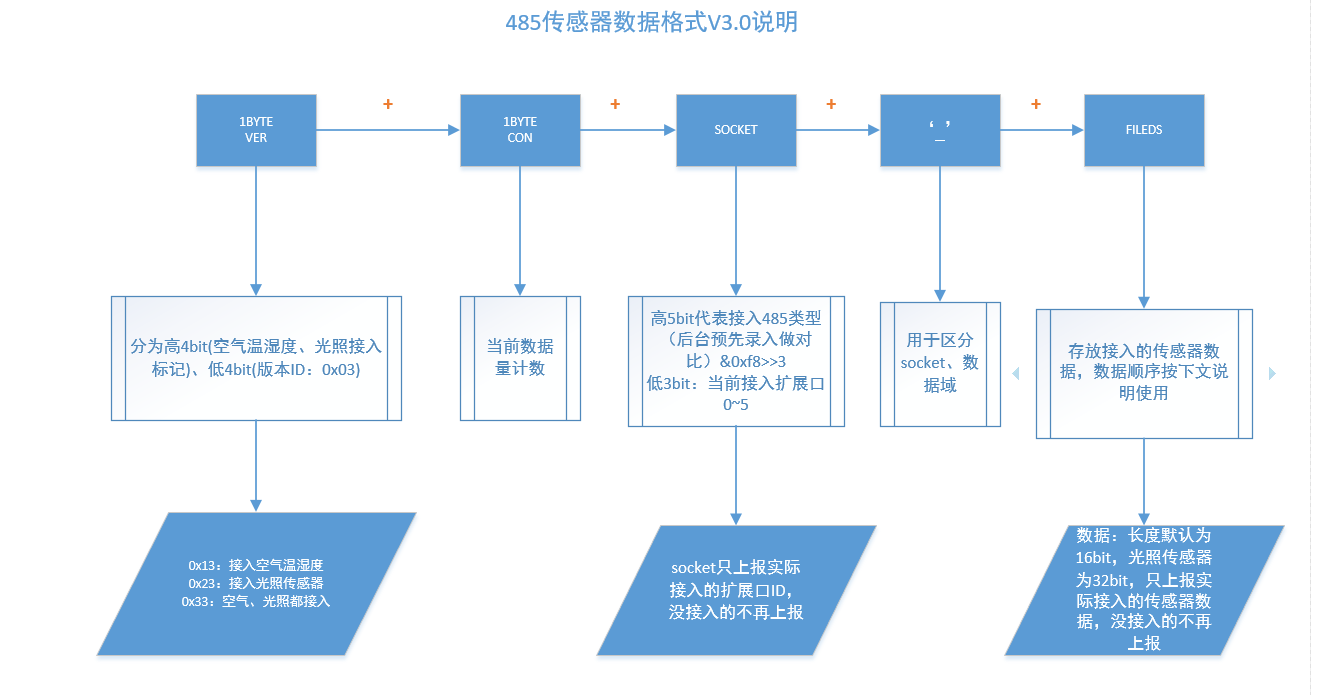 485传感器数据格式V3.0说明
+
+
+
+
1BYTE
VER
1BYTE
CON
SOCKET
‘_’
FILEDS
分为高4bit(空气温湿度、光照接入
标记)、低4bit(版本ID：0x03)
当前数据
量计数
高5bit代表接入485类型
（后台预先录入做对
比）&0xf8>>3
低3bit：当前接入扩展口
0~5
用于区分
socket、数
据域
存放接入的传感器数
据，数据顺序按下文说
明使用
0x13：接入空气温湿度
0x23：接入光照传感器
0x33：空气、光照都接入
socket只上报实际
接入的扩展口ID，
没接入的不再上报
数据：长度默认为
16bit，光照传感器
为32bit，只上报实
际接入的传感器数
据，没接入的不再
上报